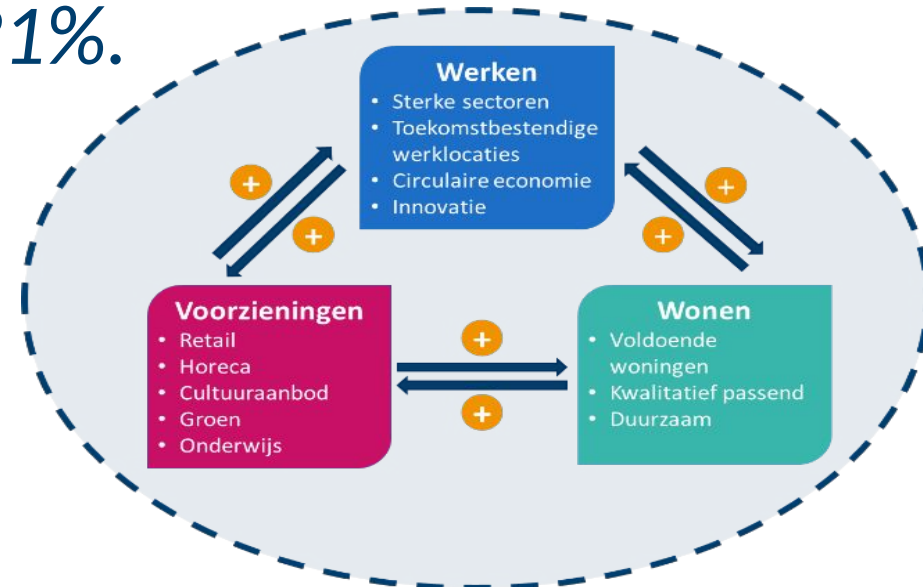 1%.
Werken
• Sterke sectoren
• Toekomstbestendige
werklocaties
• Circulaire economie
• Innovatie
+
+
+
+
Voorzieningen
• Retail
• Horeca
• Cultuuraanbod
• Groen
• Onderwijs
+
+
Wonen
• Voldoende
woningen
• Kwalitatief passend
• Duurzaam